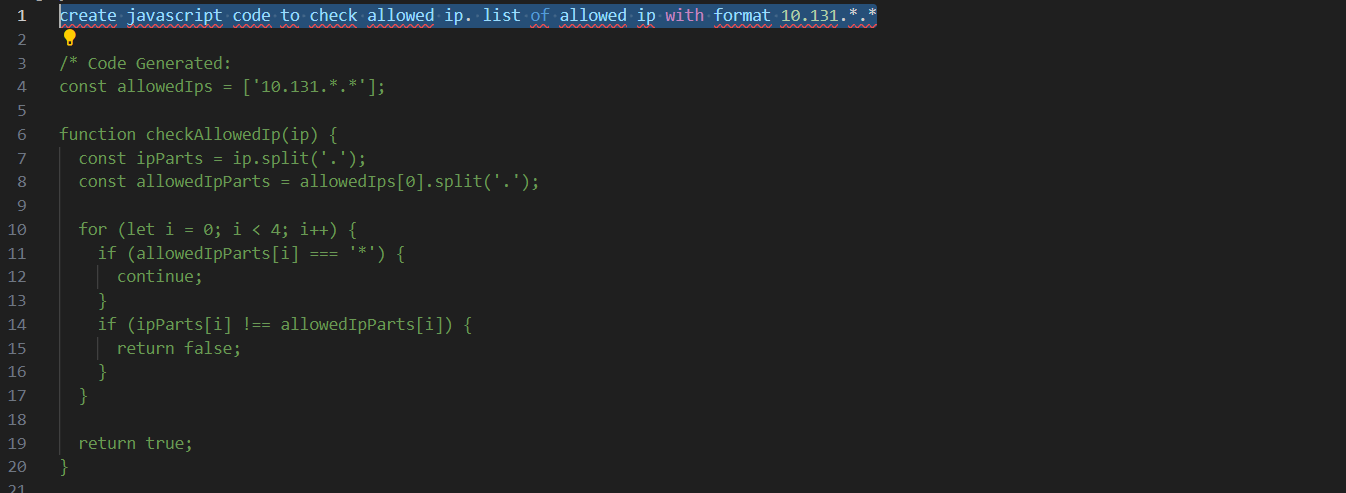 1 create javascript code to check allowed ip. list of allowed ip with format 10.131.*.*
2
3 /* Code Generated:
4 const allowedIps = ['10.131.*.*'];
5
6 function checkAllowedIp(ip) {
7 const ipParts = ip.split('.');
8 const allowedIpParts = allowedIps[0].split('.');
9
10 for (let i = 0; i < 4; i++) {
11 if (allowedIpParts[i] === '*') {
12 continue;
13 }
14 if (ipParts[i] !== allowedIpParts[i]) {
15 return false;
16 }
17 }
18
19 return true;
20 }
21